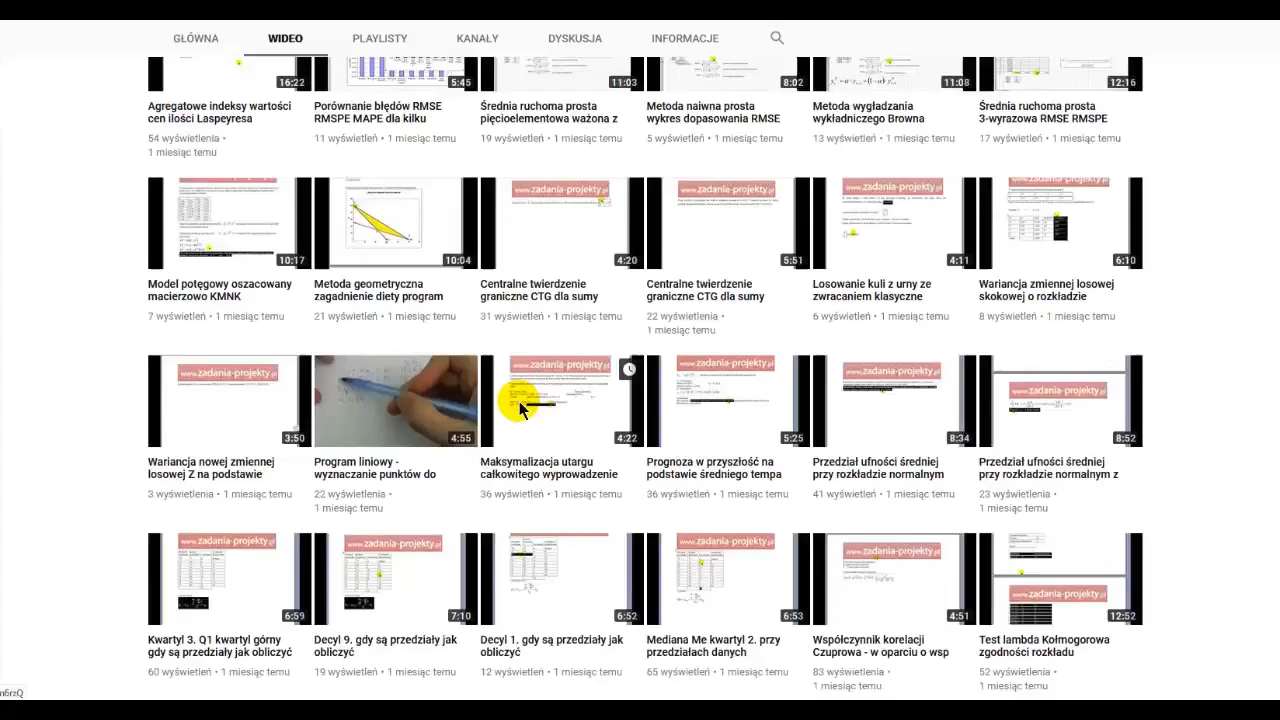 GŁÓWNA WIDEO PLAYLISTY KANAŁY DYSKUSJA INFORMACJE
16:22 5:45 11:03 8:02 11:08 12:16
Agregatowe indeksy wartości
cen ilości Laspeyresa
54 wyświetlenia •
1 miesiąc temu
Porównanie błędow RMSE
RMSPE MAPE dla kilku
11 wyświetleń • 1 miesiąc temu
Średnia ruchoma prosta
pięcioelementowa ważona z
19 wyświetleń • 1 miesiąc temu
Metoda naiwna prosta
wykres dopasowania RMSE
5 wyświetleń • 1 miesiąc temu
Metoda wygładzania
wykładniczego Browna
13 wyświetleń • 1 miesiąc temu
Średnia ruchoma prosta
3-wyrazowa RMSE RMSPE
17 wyświetleń • 1 miesiąc temu
www.zadania-projekty.pl www.zadania-projekty.pl www.zadania-projekty.pl www.zadania-projekty.pl
10:17 10:04 4:20 5:51 4:11 6:10
Model potęgowy oszacowany
macierzowo KMNK
7 wyświetleń • 1 miesiąc temu
Metoda geometryczna
zagadnienie diety program
21 wyświetleń • 1 miesiąc temu
Centralne twierdzenie
graniczne CTG dla sumy
31 wyświetleń • 1 miesiąc temu
Centralne twierdzenie
graniczne CTG dla sumy
22 wyświetlenia •
1 miesiąc temu
Losowanie kuli z urny ze
zwracaniem klasyczne
6 wyświetleń • 1 miesiąc temu
Wariancja zmiennej losowej
skokowej o rozkładzie
8 wyświetleń • 1 miesiąc temu
www.zadania-projekty.pl www.zadania-projekty.pl www.zadania-projekty.pl www.zadania-projekty.pl www.zadania-projekty.pl
3:50 4:55 4:22 5:25 8:34 8:52
Wariancja nowej zmiennej
losowej Z na podstawie
3 wyświetlenia • 1 miesiąc temu
Program liniowy -
wyznaczanie punktów do
22 wyświetlenia •
1 miesiąc temu
Maksymalizacja utargu
całkowitego wyprowadzenie
36 wyświetleń • 1 miesiąc temu
Prognoza w przyszłość na
podstawie średniego tempa
36 wyświetleń • 1 miesiąc temu
Przedział ufności średniej
przy rozkładzie normalnym
41 wyświetleń • 1 miesiąc temu
Przedział ufności średniej
przy rozkładzie normalnym z
23 wyświetlenia •
1 miesiąc temu
www.zadania-projekty.pl www.zadania-projekty.pl www.zadania-projekty.pl www.zadania-projekty.pl www.zadania-projekty.pl
6:59 7:10 6:52 6:53 4:51 12:52
Kwartyl 3. Q1 kwartyl górny
gdy są przedziały jak obliczyć
60 wyświetleń • 1 miesiąc temu
Decyl 9. gdy są przedziały jak
obliczyć
19 wyświetleń • 1 miesiąc temu
Decyl 1. gdy są przedziały jak
obliczyć
12 wyświetleń • 1 miesiąc temu
Mediana Me kwartyl 2. przy
przedziałach danych
65 wyświetleń • 1 miesiąc temu
Współczynnik korelacji
Czuprowa - w oparciu o wsp
83 wyświetlenia •
1 miesiąc temu
Test lambda Kołmogorowa
zgodności rozkładu
52 wyświetlenia •
1 miesiąc temu
n6rzQ